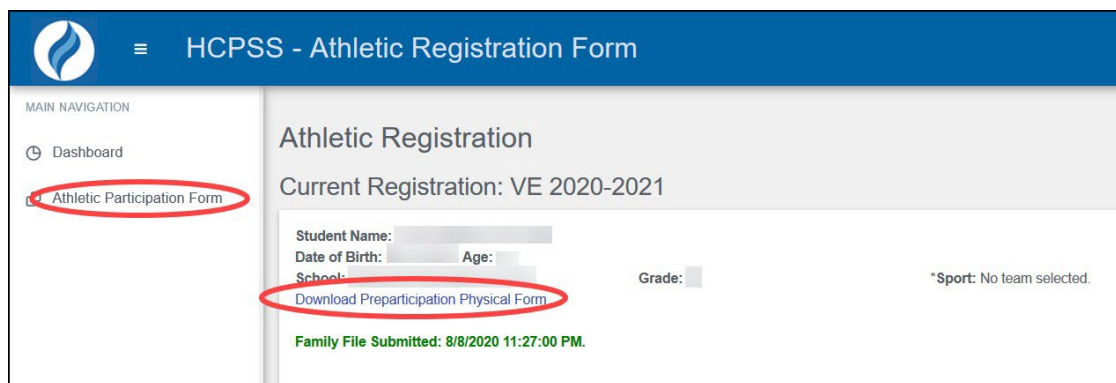 HCPSS - Athletic Registration Form
MAIN NAVIGATION
Dashboard
Athletic Participation Form
Athletic Registration
Current Registration: VE 2020-2021
Student Name:
Date of Birth: Age:
School: Grade: *Sport: No team selected.
Download Preparticipation Physical Form
Family File Submitted: 8/8/2020 11:27:00 PM.